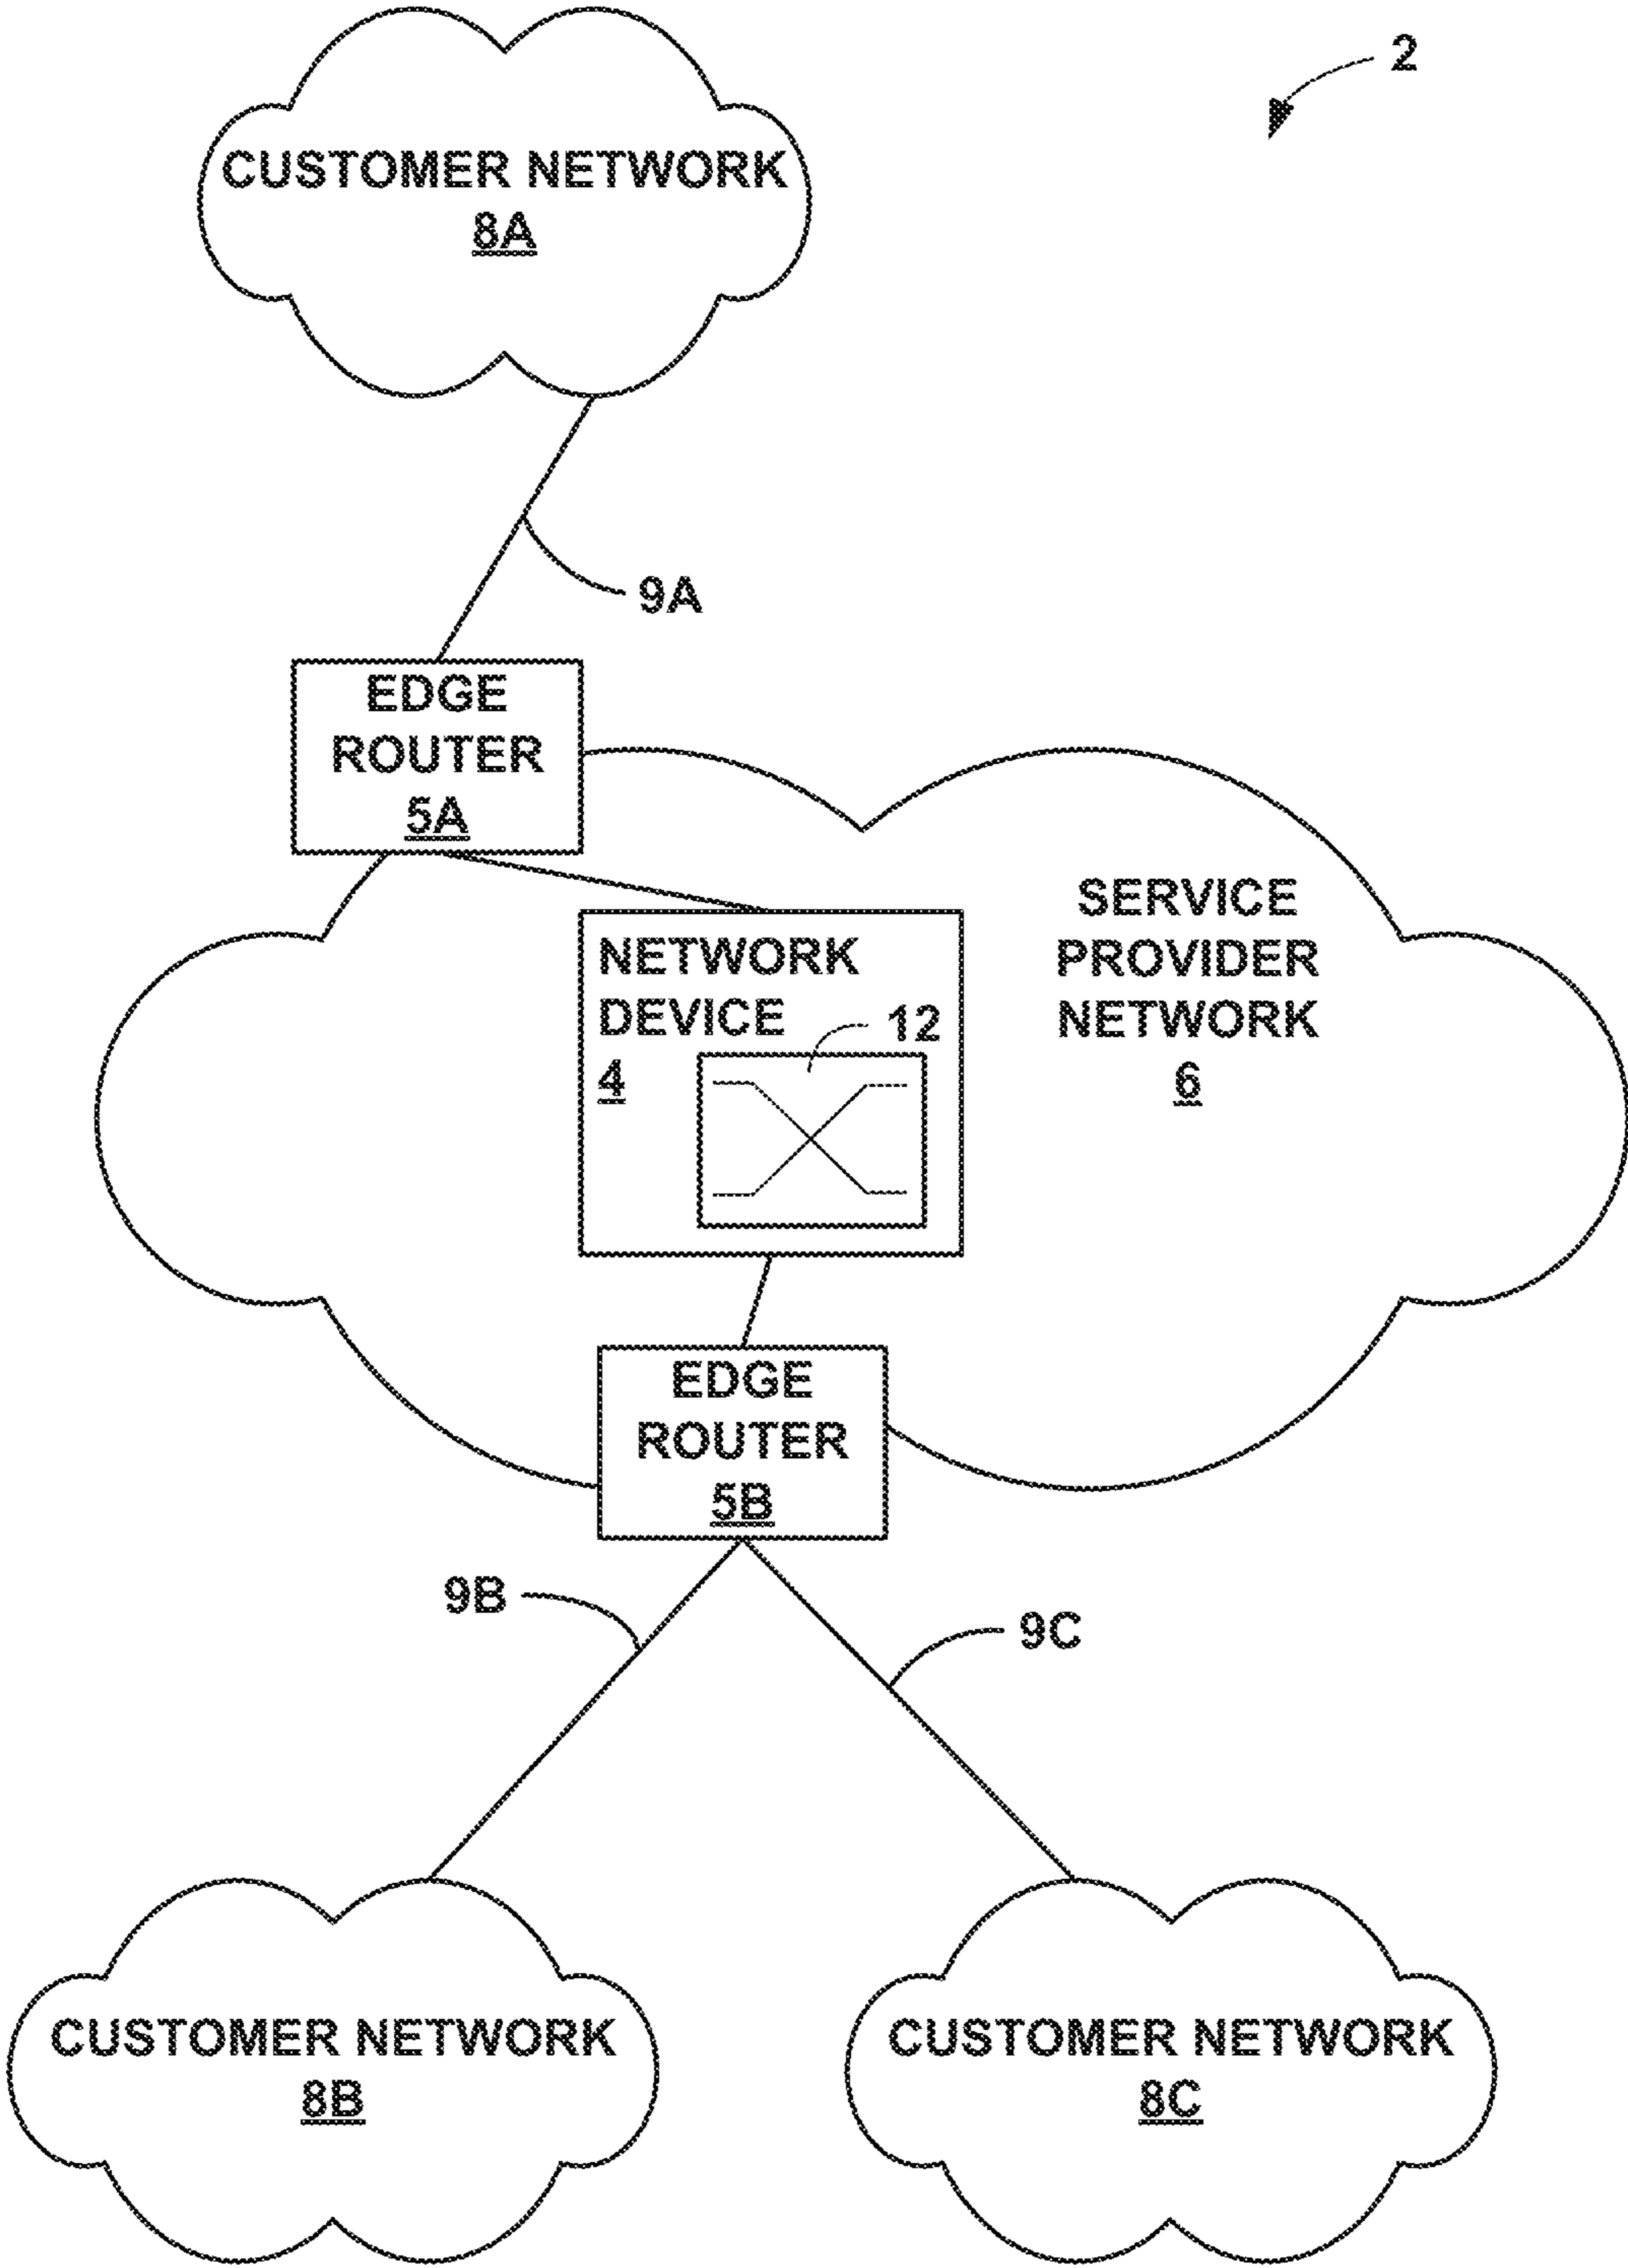 2
CUSTOMER NETWORK
8A
9A
EDGE
ROUTER
5A
NETWORK
DEVICE
4
12
SERVICE
PROVIDER
NETWORK
6
EDGE
ROUTER
5B
9B
9C
CUSTOMER NETWORK
8B
CUSTOMER NETWORK
8C